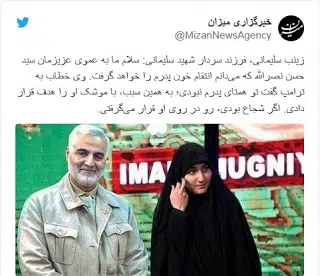 خبرگزاری میزان
@MizanNewsAgency
زینب سلیمانی، فرزند سردار شهید سلیمانی: سلام ما به عموی عزیزمان سید
حسن نصرالله که می‌دانم انتقام خون پدرم را خواهد گرفت. وی خطاب به
ترامپ گفت تو همتای پدرم نبودی؛ به همین سبب، با موشک او را هدف قرار
دادی. اگر شجاع بودی، رو در روی او قرار می‌گرفتی.
IMA
MUGNIY